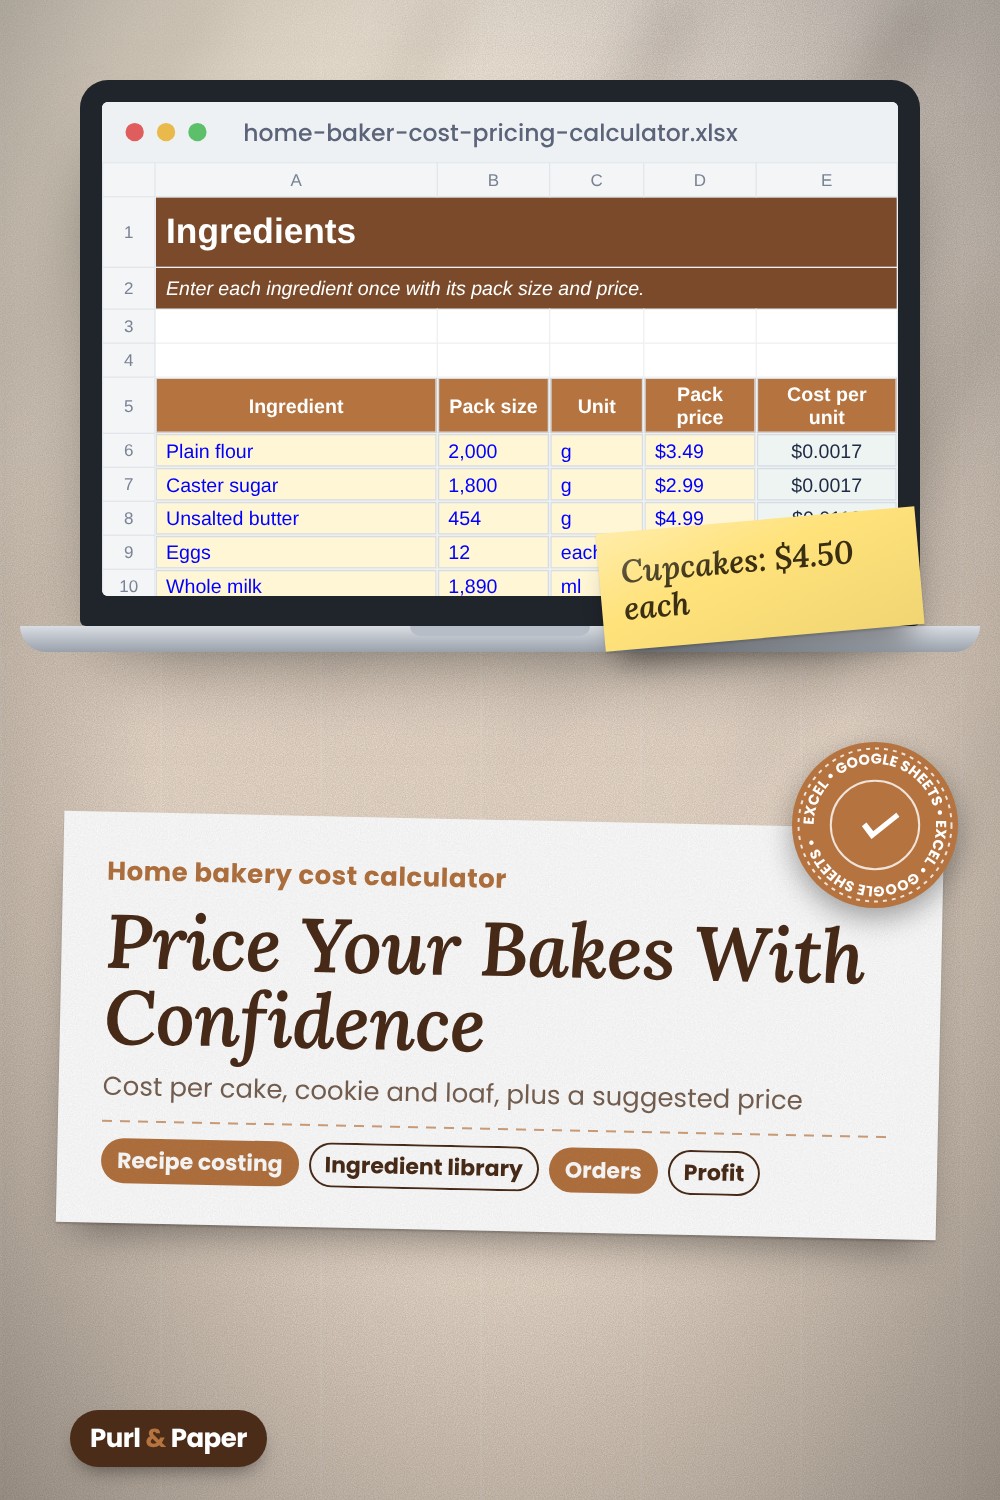 home-baker-cost-pricing-calculator.xlsx
A B C D E
1 Ingredients
2 Enter each ingredient once with its pack size and price.
3
4
5 Ingredient Pack size Unit Pack price Cost per unit
6 Plain flour 2,000 g $3.49 $0.0017
7 Caster sugar 1,800 g $2.99 $0.0017
8 Unsalted butter 454 g $4.99
9 Eggs 12 each
10 Whole milk 1,890 ml
Cupcakes: $4.50
each
EXCEL • GOOGLE SHEETS • EXCEL • GOOGLE SHEETS •
Home bakery cost calculator
Price Your Bakes With
Confidence
Cost per cake, cookie and loaf, plus a suggested price
Recipe costing Ingredient library Orders Profit
Purl & Paper